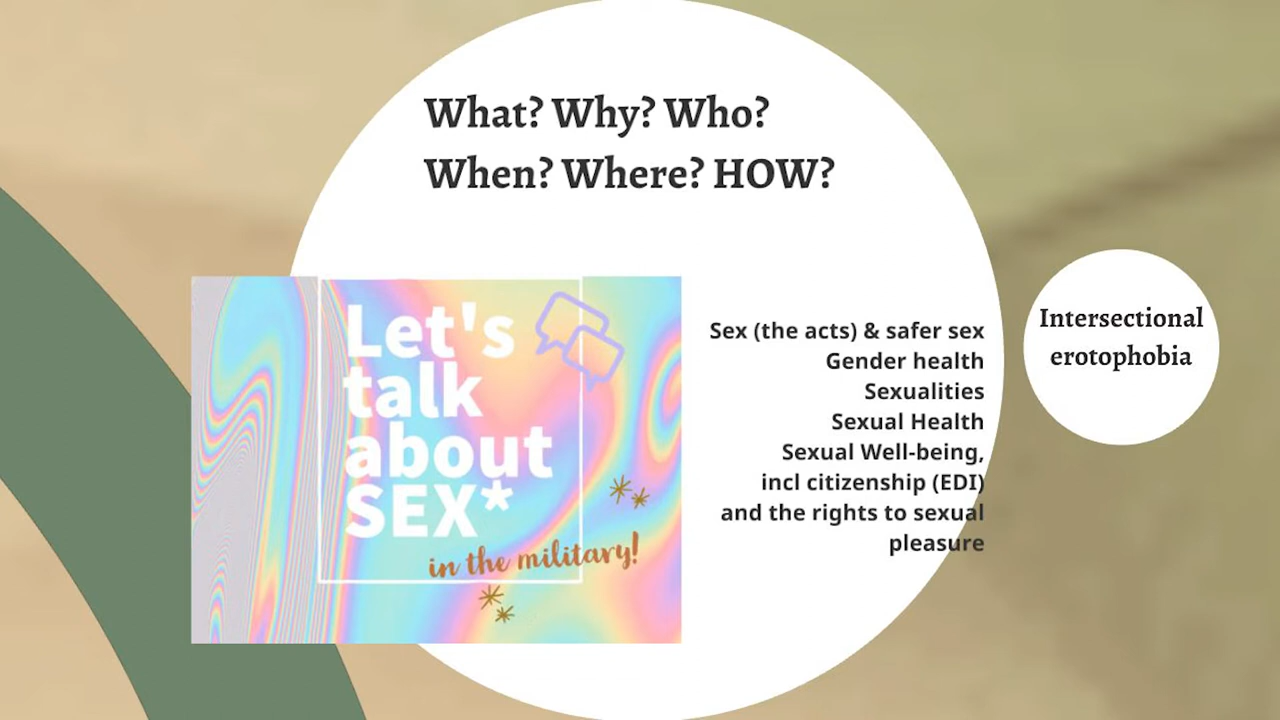 What? Why? Who?
When? Where? HOW?
Let's
talk
about
SEX*
in the military!
Sex (the acts) & safer sex
Gender health
Sexualities
Sexual Health
Sexual Well-being,
incl citizenship (EDI)
and the rights to sexual
pleasure
Intersectional
erotophobia